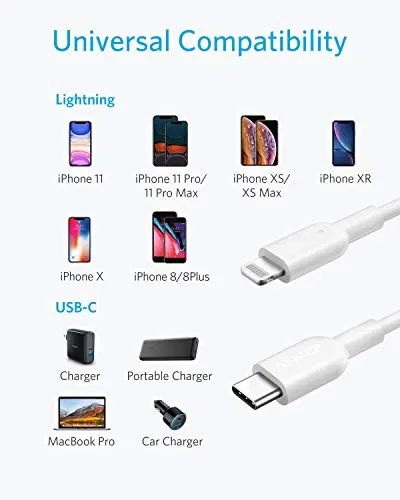 Universal Compatibility
Lightning
iPhone 11
iPhone 11 Pro/
11 Pro Max
iPhone XS/
XS Max
iPhone XR
iPhone X
iPhone 8/8Plus
USB-C
Charger
Portable Charger
MacBook Pro
Car Charger